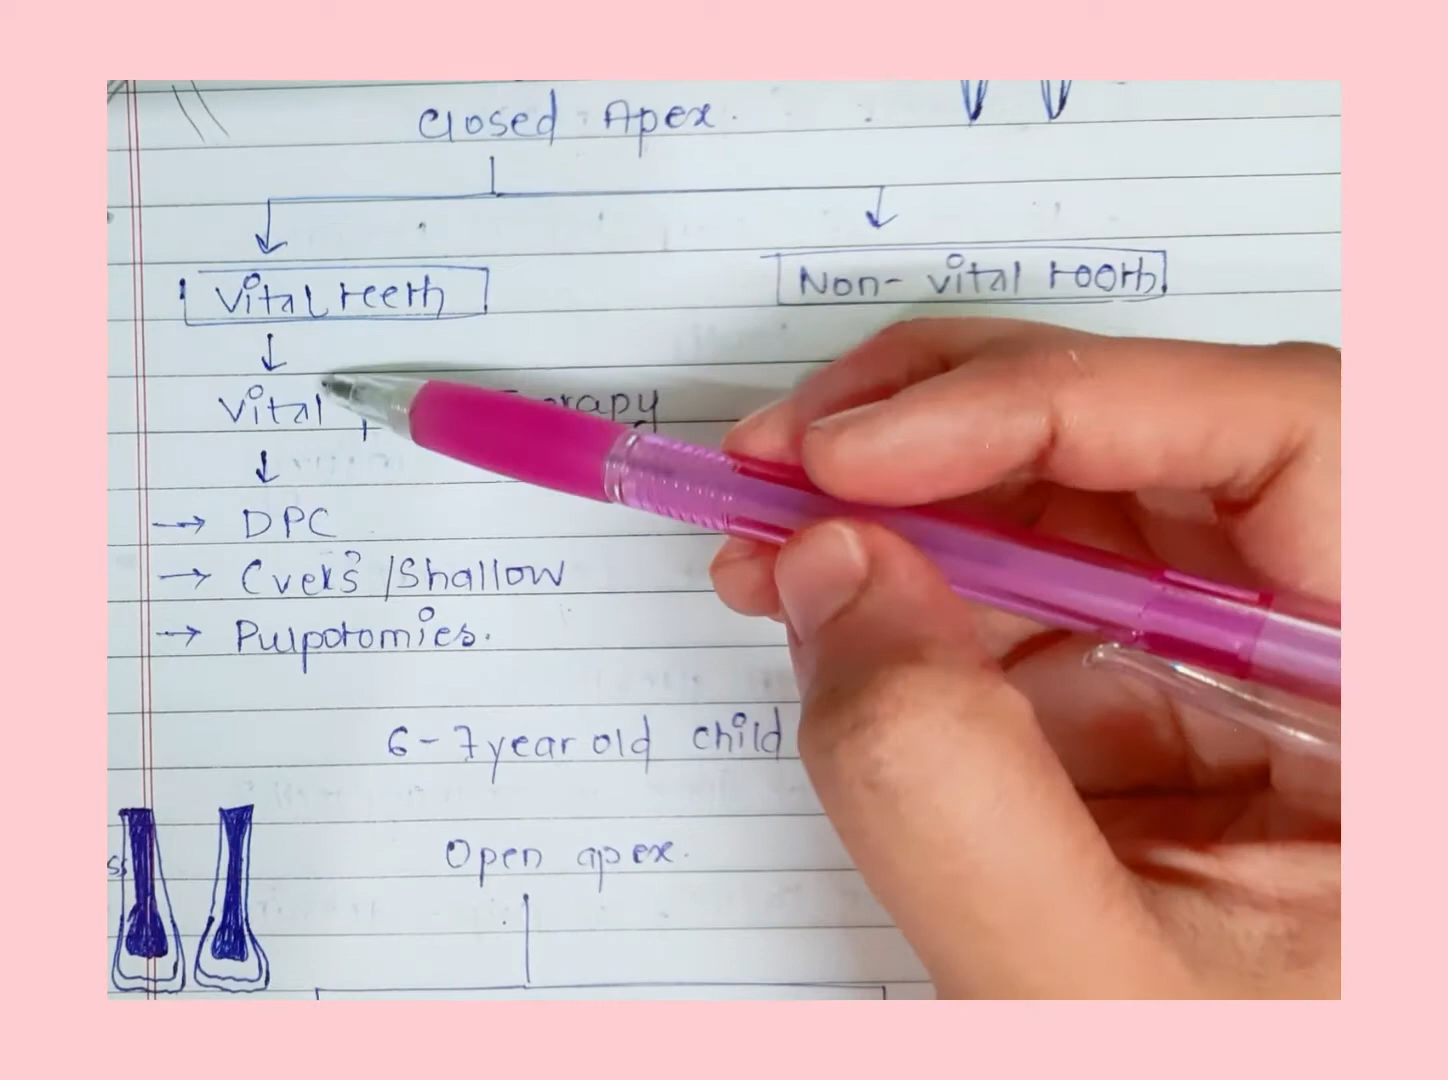 Closed Apex.
Vital teeth
Non-vital tooth
Vital
DPC
Cvek's /Shallow
Pulpotomies.
6-7 year old child
Open apex.